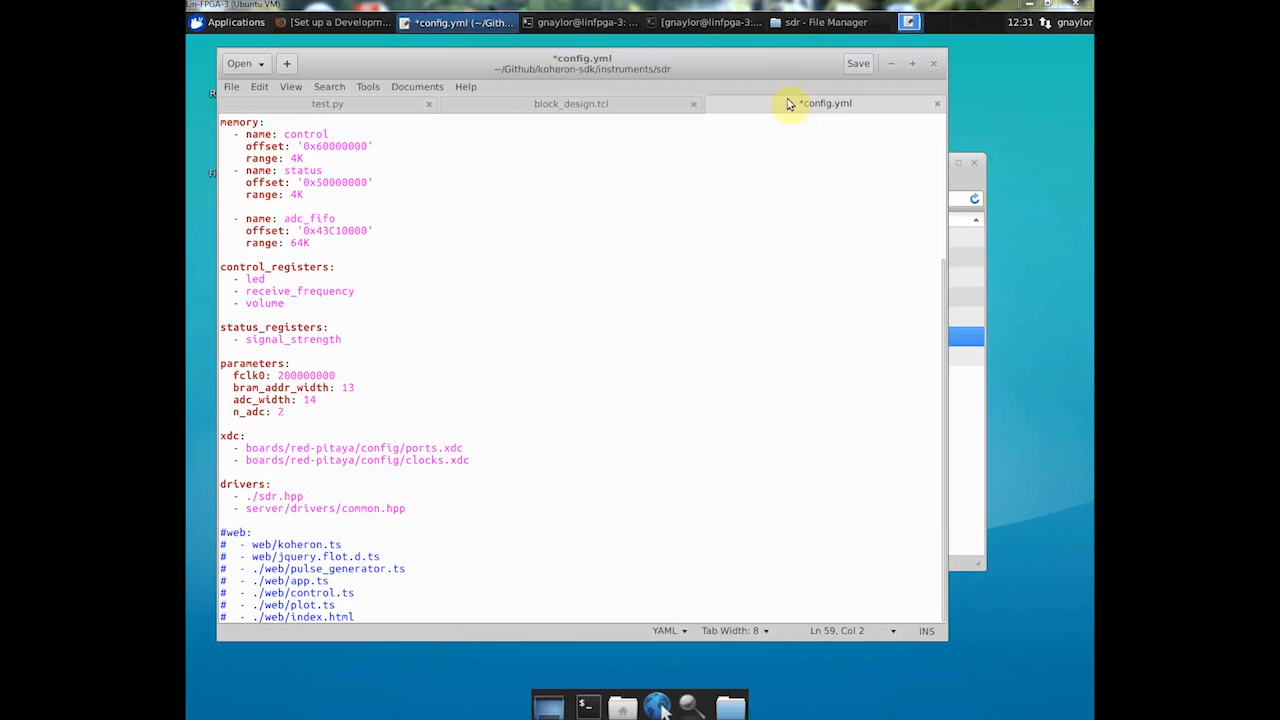 Lin-FPGA-3 (Ubuntu VM)
Applications [Set up a Developm... *config.yml (~/Gith... gnaylor@linfpga-3: ... [gnaylor@linfpga-3:... sdr - File Manager 12:31 gnaylor
Open *config.yml Save
~/Github/koheron-sdk/instruments/sdr
File Edit View Search Tools Documents Help
test.py block_design.tcl *config.yml
memory:
- name: control
offset: '0x60000000'
range: 4K
- name: status
offset: '0x50000000'
range: 4K
- name: adc_fifo
offset: '0x43C10000'
range: 64K
control_registers:
- led
- receive_frequency
- volume
status_registers:
- signal_strength
parameters:
fclk0: 200000000
bram_addr_width: 13
adc_width: 14
n_adc: 2
xdc:
- boards/red-pitaya/config/ports.xdc
- boards/red-pitaya/config/clocks.xdc
drivers:
- ./sdr.hpp
- server/drivers/common.hpp
#web:
# - web/koheron.ts
# - web/jquery.flot.d.ts
# - ./web/pulse_generator.ts
# - ./web/app.ts
# - ./web/control.ts
# - ./web/plot.ts
# - ./web/index.html
YAML Tab Width: 8 Ln 59, Col 2 INS